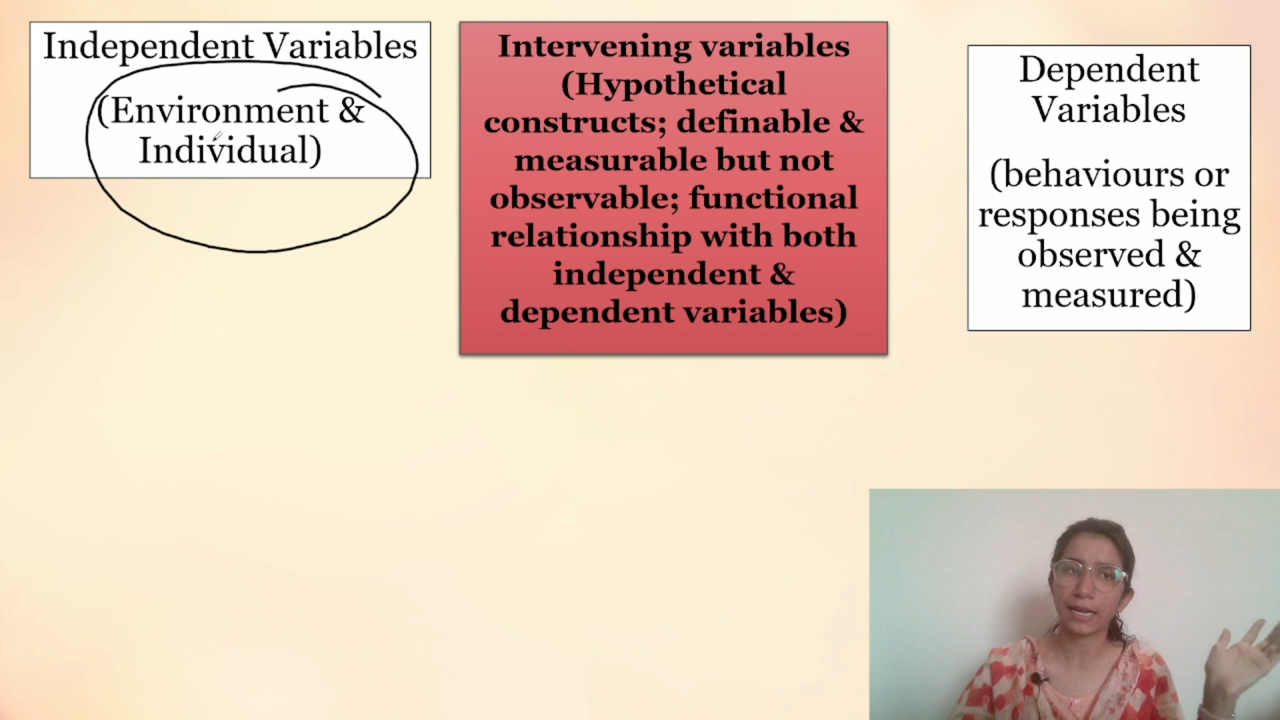 Independent Variables
(Environment &
Individual)
Intervening variables
(Hypothetical
constructs; definable &
measurable but not
observable; functional
relationship with both
independent &
dependent variables)
Dependent
Variables
(behaviours or
responses being
observed &
measured)